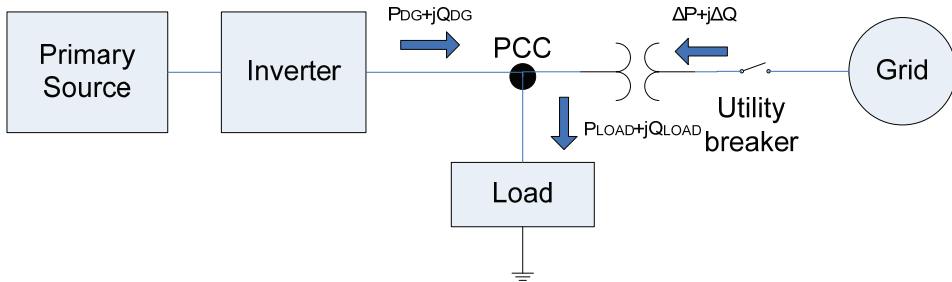 PDG+jQDG
ΔP+jΔQ
Primary
Source
Inverter
PCC
Grid
Utility
breaker
PLOAD+jQLOAD
Load